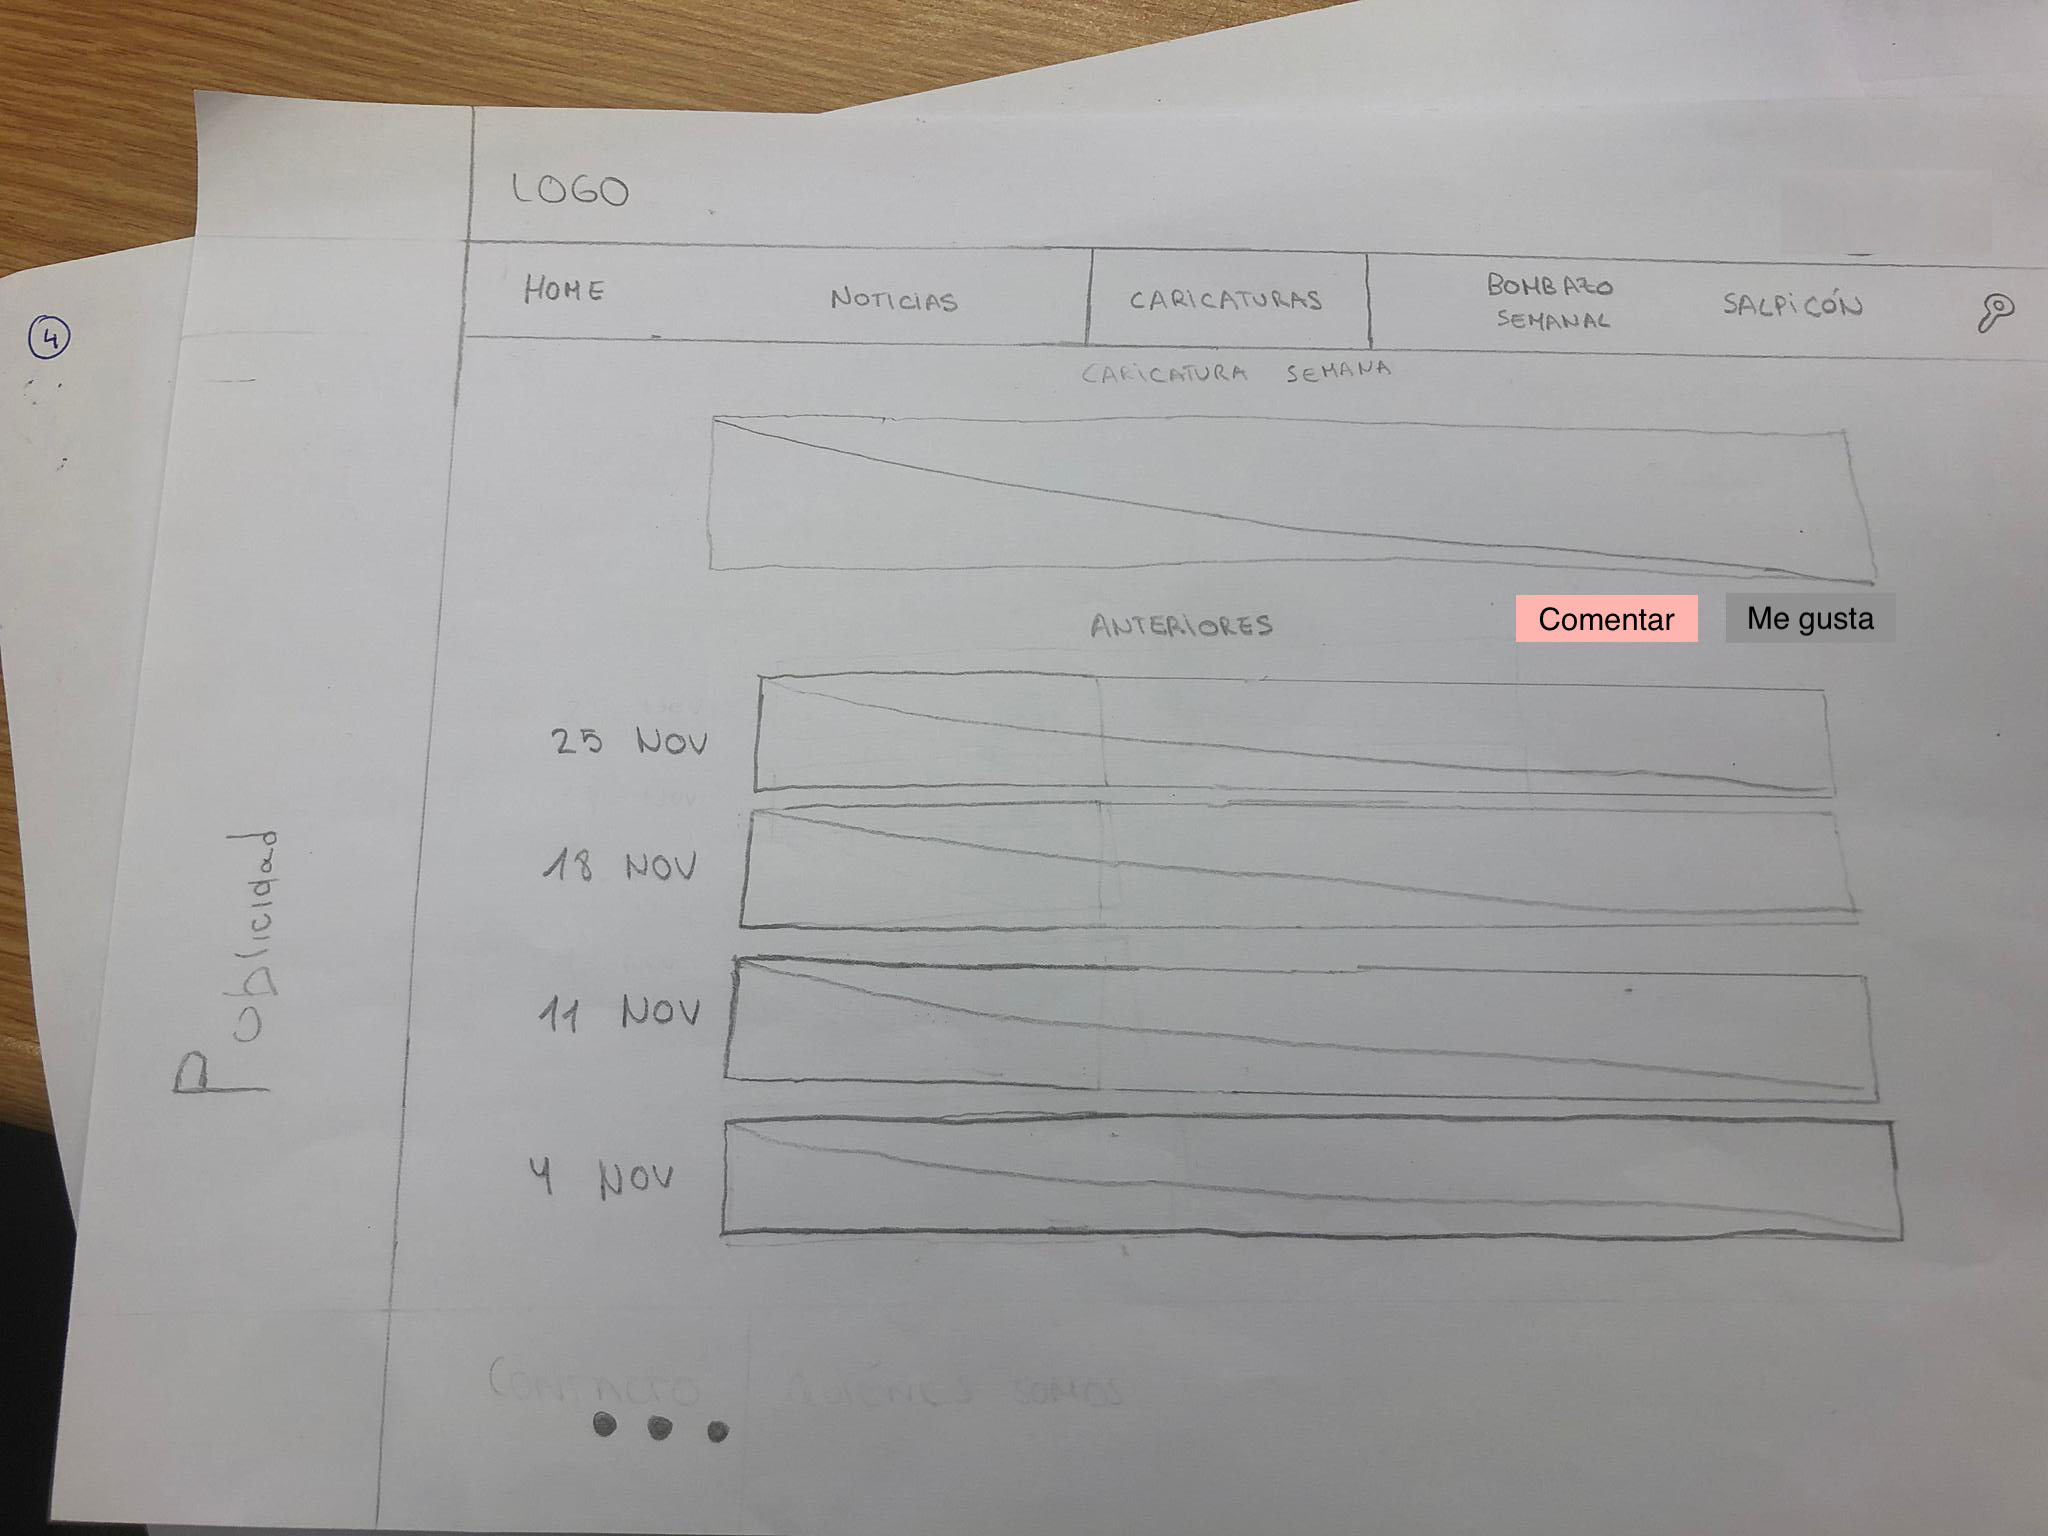 LOGO
HOME NOTICIAS CARICATURAS BOMBAZO SEMANAL SALPICÓN
4
CARICATURA SEMANA
ANTERIORES Comentar Me gusta
25 NOV
18 NOV
11 NOV
4 NOV
Publicidad
CONTACTO QUIÉNES SOMOS